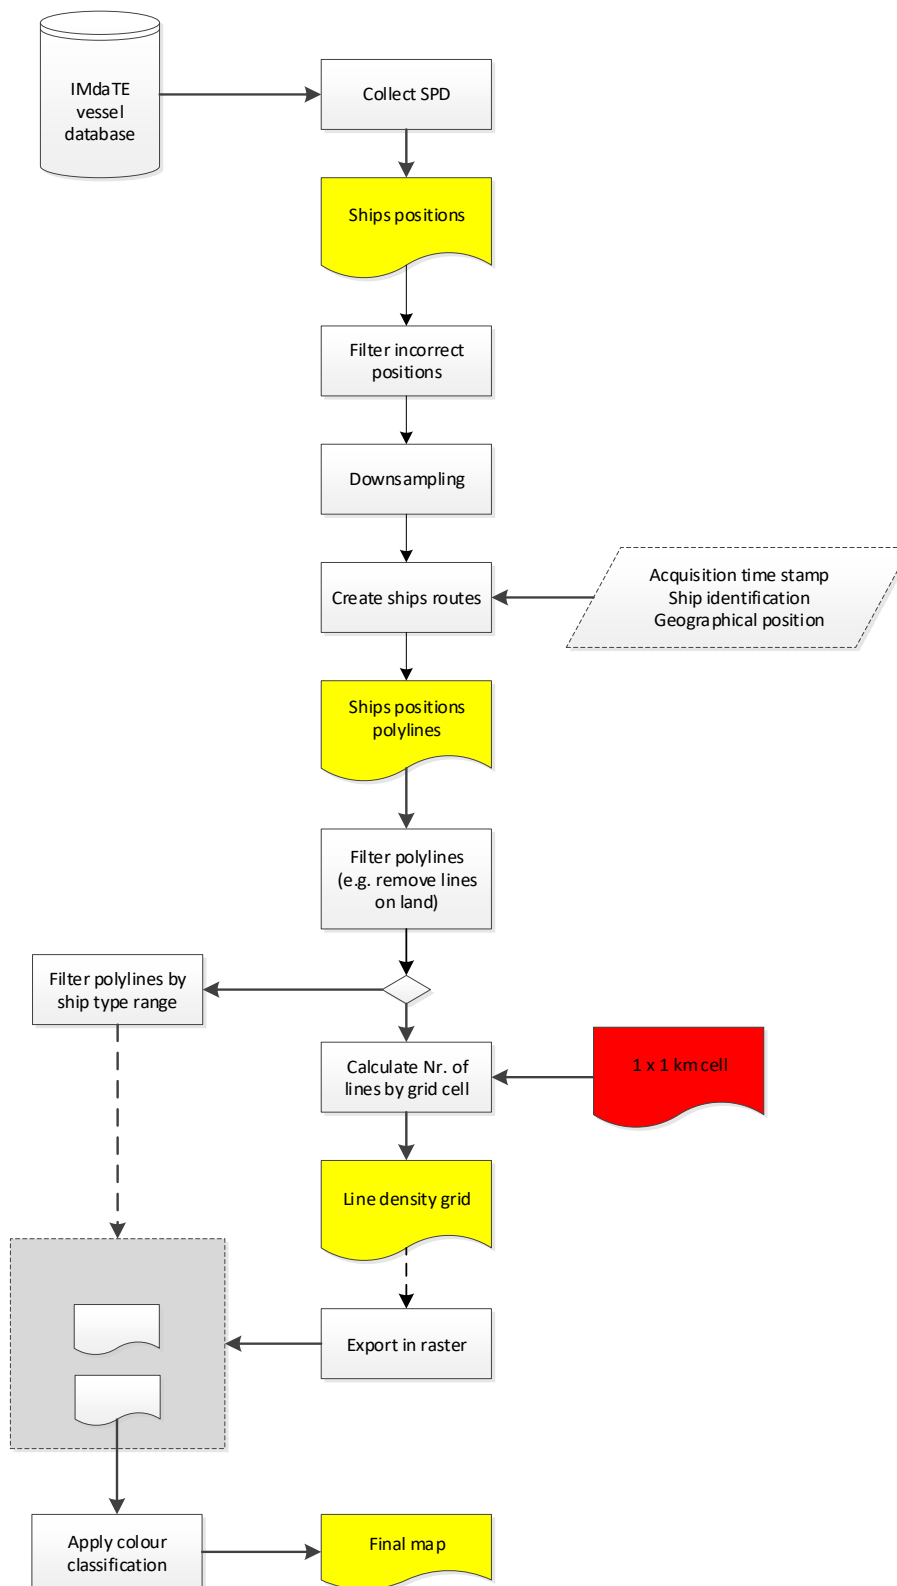 IMdaTE
vessel
database
Collect SPD
Ships positions
Filter incorrect
positions
Downsampling
Create ships routes
Acquisition time stamp
Ship identification
Geographical position
Ships positions
polylines
Filter polylines
(e.g. remove lines
on land)
Filter polylines by
ship type range
Calculate Nr. of
lines by grid cell
1 x 1 km cell
Line density grid
Export in raster
Apply colour
classification
Final map